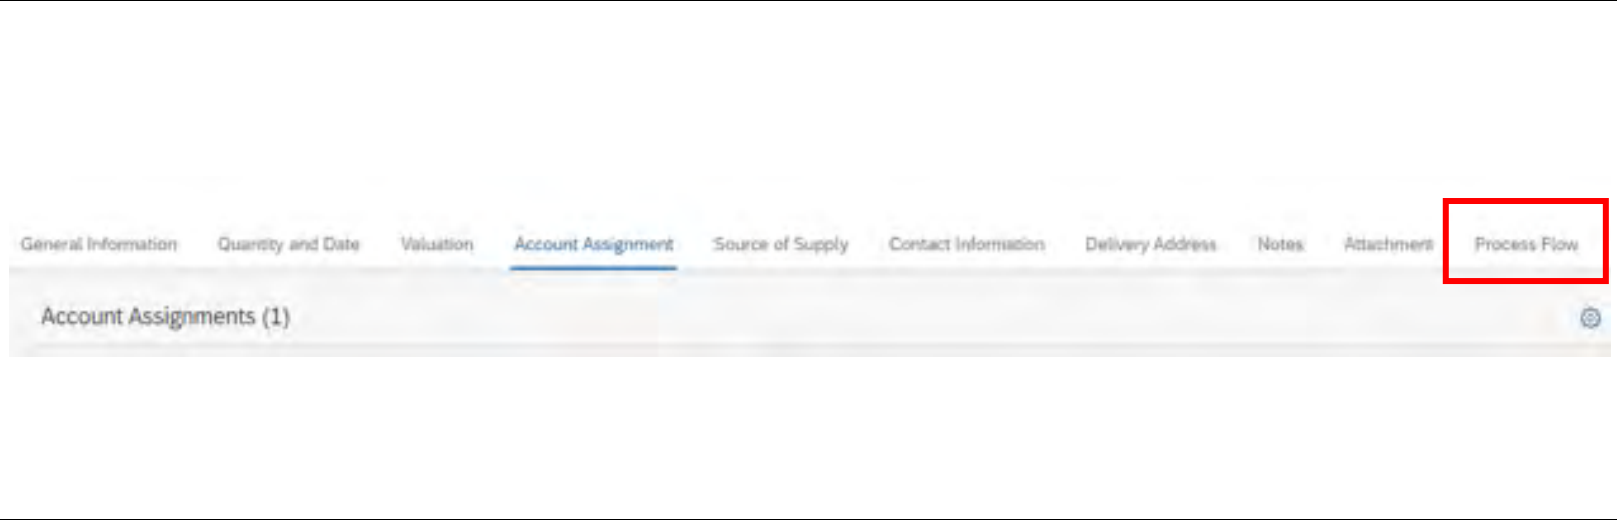 General Information Quantity and Date Valuation Account Assignment Source of Supply Contact Information Delivery Address Notes Attachment Process Flow
Account Assignments (1)